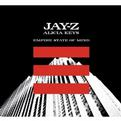 JAY-Z
ALICIA KEYS
EMPIRE STATE OF MIND